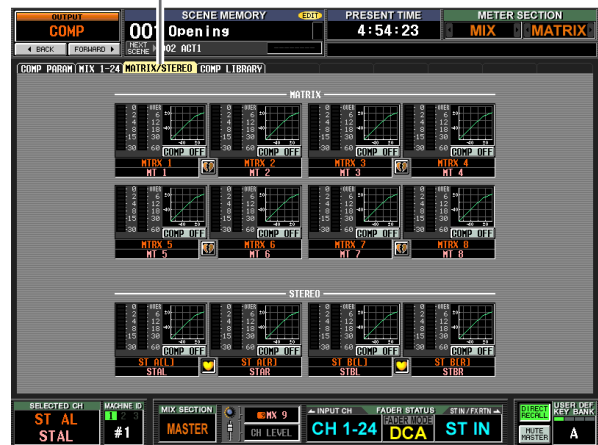 OUTPUT
COMP
◀ BACK FORWARD ▶
SCENE MEMORY EDIT
001 Opening
NEXT SCENE 002 ACT1
PRESENT TIME
4:54:23
METER SECTION
MIX MATRIX
COMP PARAM MIX 1-24 MATRIX/STEREO COMP LIBRARY
MATRIX
COMP OFF COMP OFF COMP OFF COMP OFF
MTRX 1 MTRX 2 MTRX 3 MTRX 4
MT 1 MT 2 MT 3 MT 4
COMP OFF COMP OFF COMP OFF COMP OFF
MTRX 5 MTRX 6 MTRX 7 MTRX 8
MT 5 MT 6 MT 7 MT 8
STEREO
COMP OFF COMP OFF COMP OFF COMP OFF
ST A(L) ST A(R) ST B(L) ST B(R)
STAL STAR STBL STBR
SELECTED CH
ST AL
STAL
MACHINE ID
1 2 3
#1
MIX SECTION
MASTER
MX 9
CH LEVEL
INPUT CH FADER STATUS ST IN / FXRTN
CH 1-24
FADER MODE
DCA
ST IN
DIRECT RECALL
MUTE MASTER
USER DEF KEY BANK
A